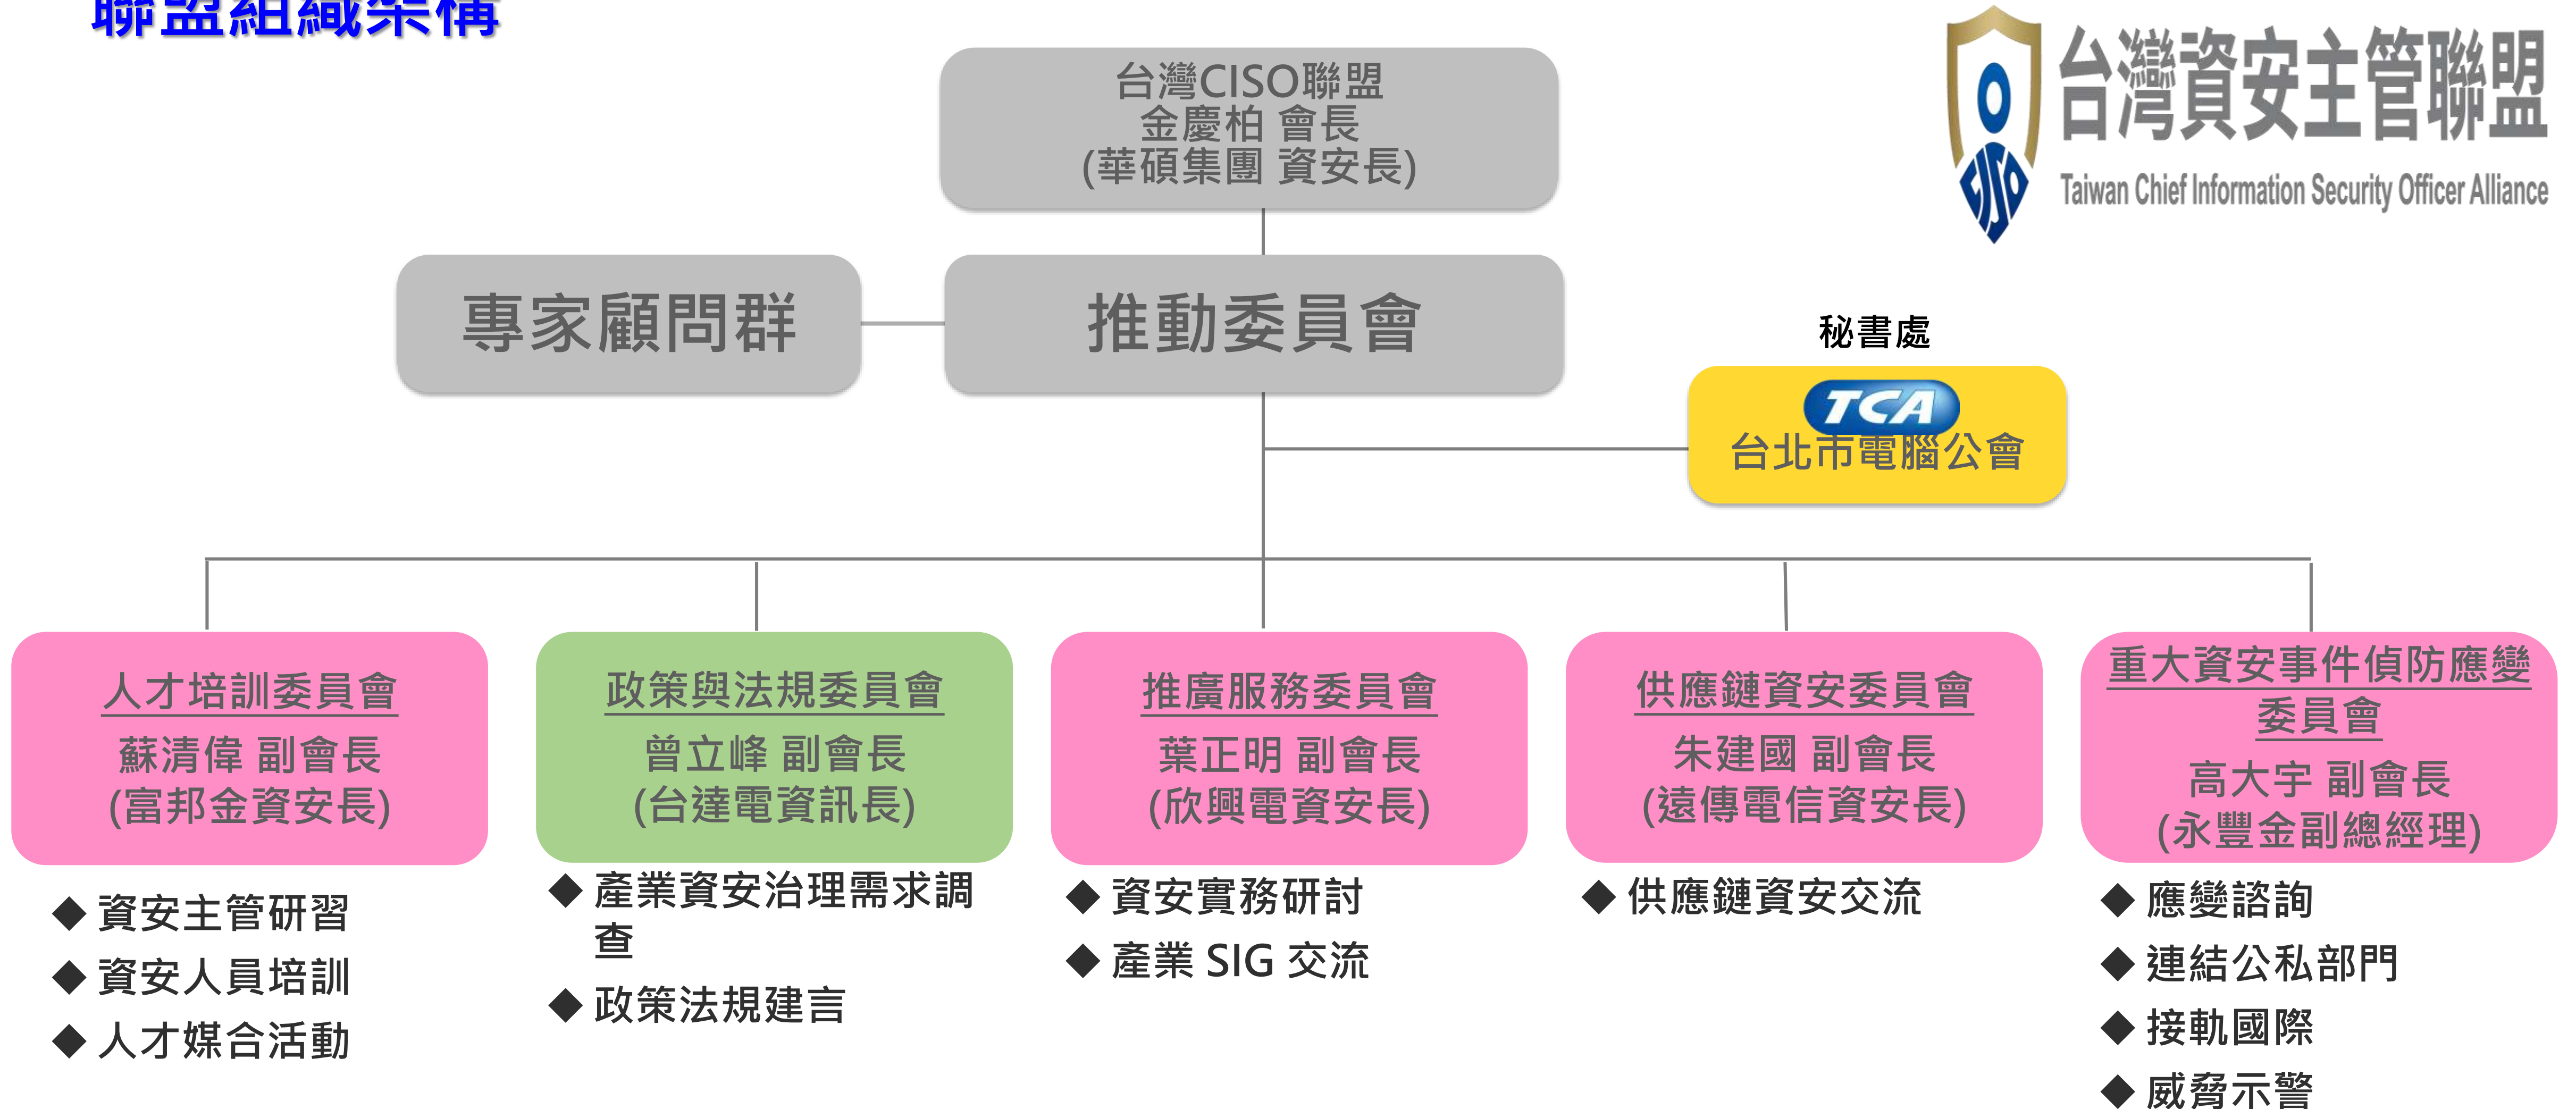 聯盟組織架構
台灣CISO聯盟
金慶柏 會長
(華碩集團 資安長)
台灣資安主管聯盟
Taiwan Chief Information Security Officer Alliance
CISO
專家顧問群
推動委員會
秘書處
TCA
台北市電腦公會
人才培訓委員會
蘇清偉 副會長
(富邦金資安長)
◆ 資安主管研習
◆ 資安人員培訓
◆ 人才媒合活動
政策與法規委員會
曾立峰 副會長
(台達電資訊長)
◆ 產業資安治理需求調
查
◆ 政策法規建言
推廣服務委員會
葉正明 副會長
(欣興電資安長)
◆ 資安實務研討
◆ 產業 SIG 交流
供應鏈資安委員會
朱建國 副會長
(遠傳電信資安長)
◆ 供應鏈資安交流
重大資安事件偵防應變
委員會
高大宇 副會長
(永豐金副總經理)
◆ 應變諮詢
◆ 連結公私部門
◆ 接軌國際
◆ 威脅示警